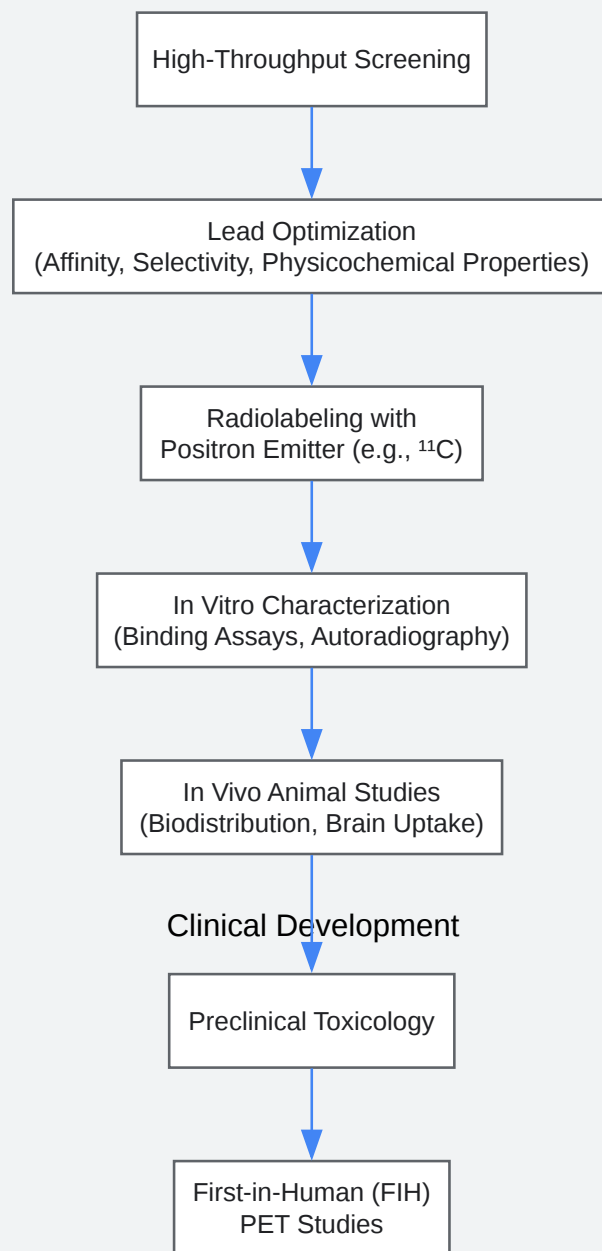 High-Throughput Screening
Lead Optimization
(Affinity, Selectivity, Physicochemical Properties)
Radiolabeling with
Positron Emitter (e.g., ¹¹C)
In Vitro Characterization
(Binding Assays, Autoradiography)
In Vivo Animal Studies
(Biodistribution, Brain Uptake)
Clinical Development
Preclinical Toxicology
First-in-Human (FIH)
PET Studies